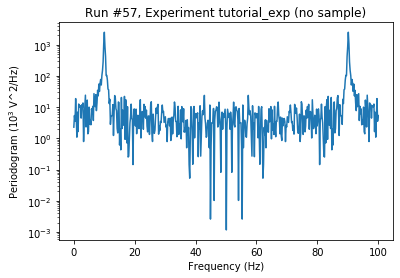 Run #57, Experiment tutorial_exp (no sample)
Periodogram (10³ V^2/Hz)
10³
10²
10¹
10⁰
10⁻¹
10⁻²
10⁻³
0 20 40 60 80 100
Frequency (Hz)